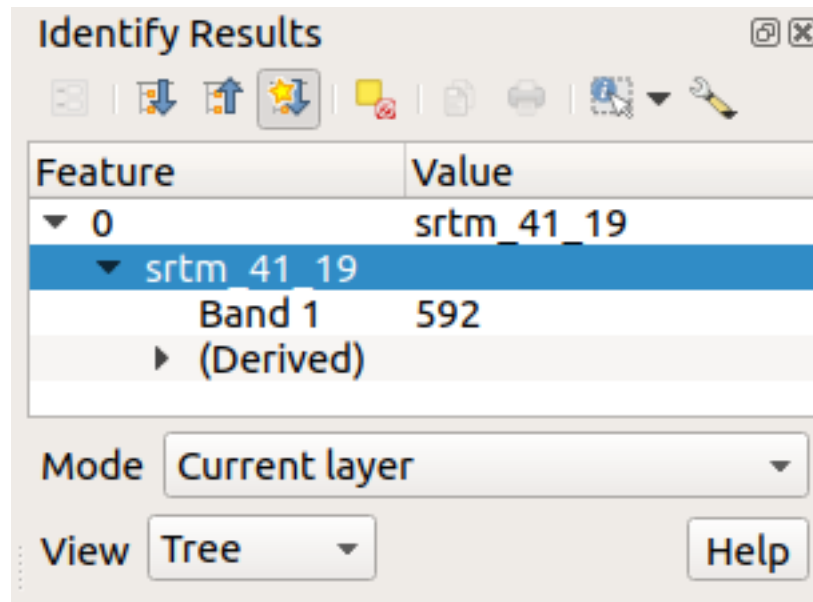 Identify Results
Feature Value
0 srtm_41_19
srtm_41_19
Band 1 592
(Derived)
Mode Current layer
View Tree Help